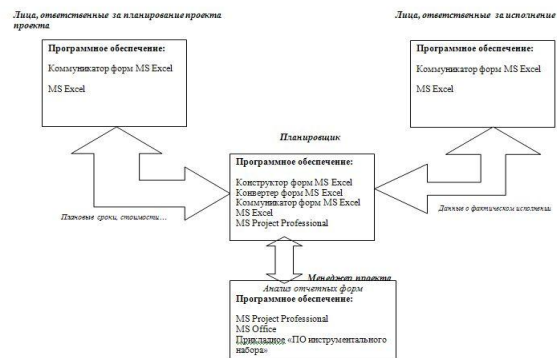 Лица, ответственные за планирование проекта
проекта
Программное обеспечение:
Коммуникатор форм MS Excel
MS Excel
Лица, ответственные за исполнение
Программное обеспечение:
Коммуникатор форм MS Excel
MS Excel
Планировщик
Программное обеспечение:
Конструктор форм MS Excel
Конвертер форм MS Excel
Коммуникатор форм MS Excel
MS Excel
MS Project Professional
Плановые сроки, стоимости…
Данные о фактическом исполнении
Менеджер проекта
Анализ отчетных форм
Программное обеспечение:
MS Project Professional
MS Office
Прикладное «ПО инструментального
набора»